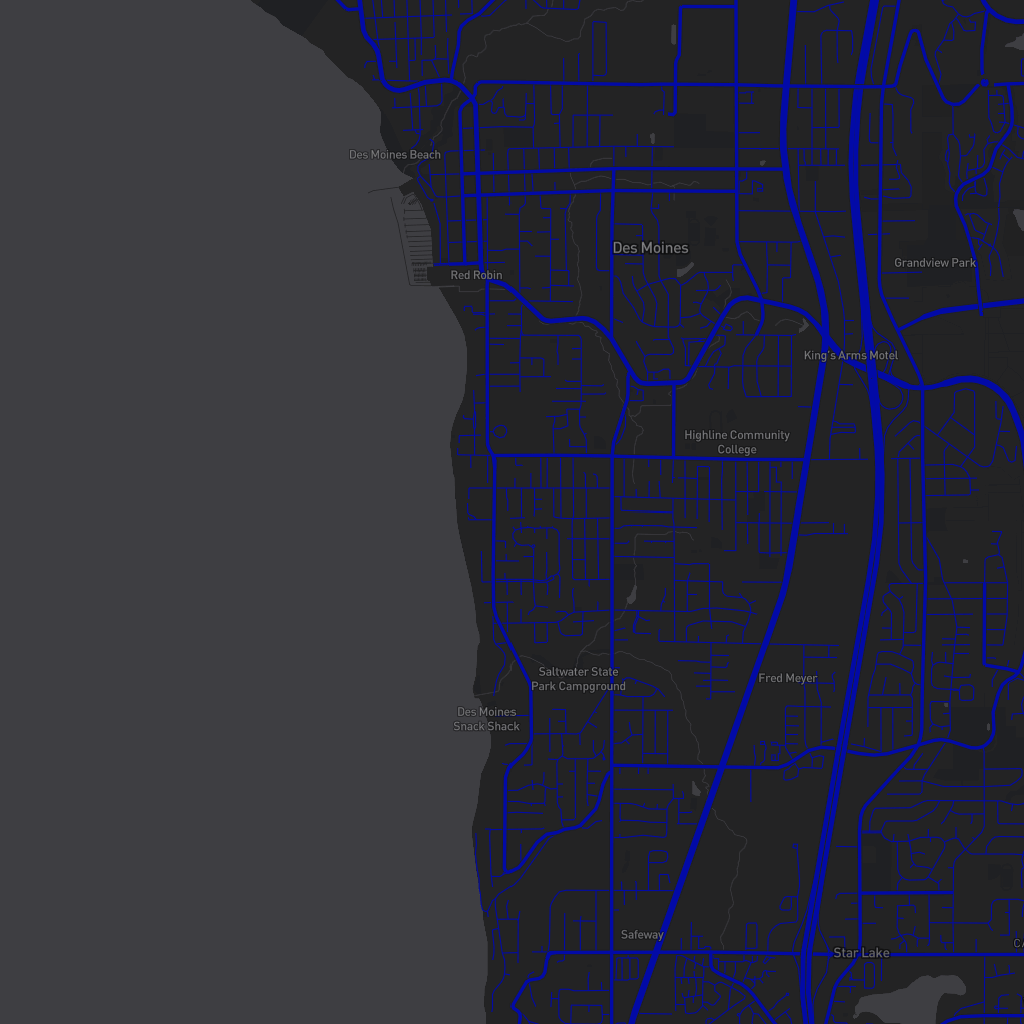 Des Moines Beach
Des Moines
Grandview Park
Red Robin
King's Arms Motel
Highline Community
College
Saltwater State
Park Campground
Fred Meyer
Des Moines
Snack Shack
Safeway
Star Lake